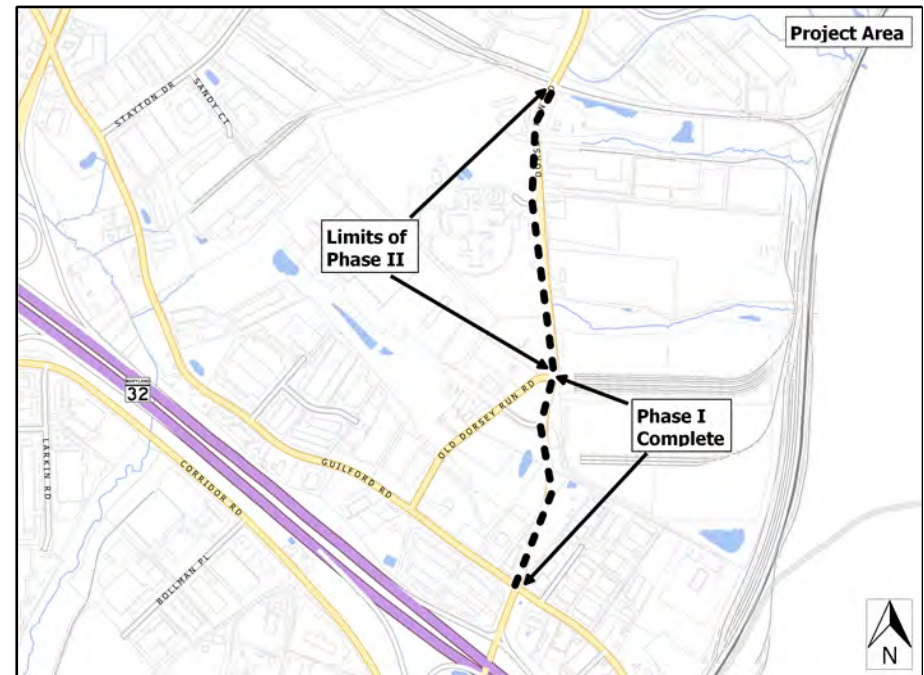 Project Area
STAYTON DR
SANDY CT
Limits of
Phase II
MARYLAND
32
OLD DORSEY RUN RD
Phase I
Complete
LARKIN RD
CORRIDOR RD
GUILFORD RD
BOLLMAN PL
N